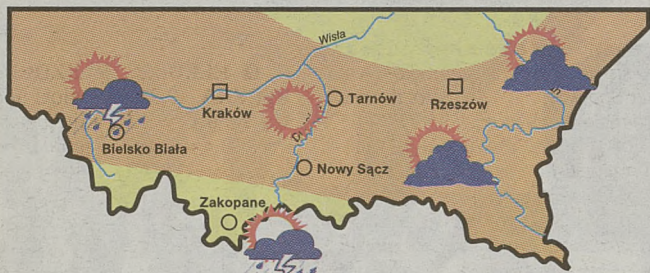 Wisła
Kraków
Tarnów
Rzeszów
Bielsko Biała
Nowy Sącz
Zakopane